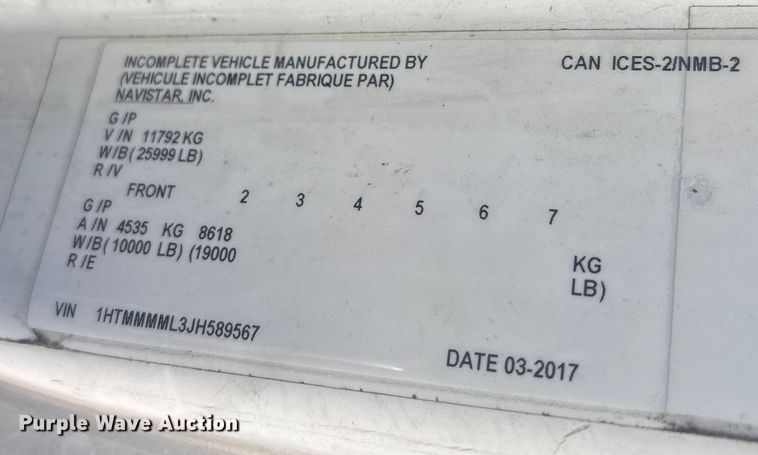 INCOMPLETE VEHICLE MANUFACTURED BY
(VEHICULE INCOMPLET FABRIQUE PAR)
NAVISTAR, INC.
CAN ICES-2/NMB-2
G /P
V /N 11792 KG
W/B( 25999 LB)
R /V
FRONT 2 3 4 5 6 7
G /P
A /N 4535 KG 8618 KG
W/B( 10000 LB) (19000 LB)
R /E
VIN 1HTMMMML3JH589567
DATE 03-2017
Purple Wave Auction